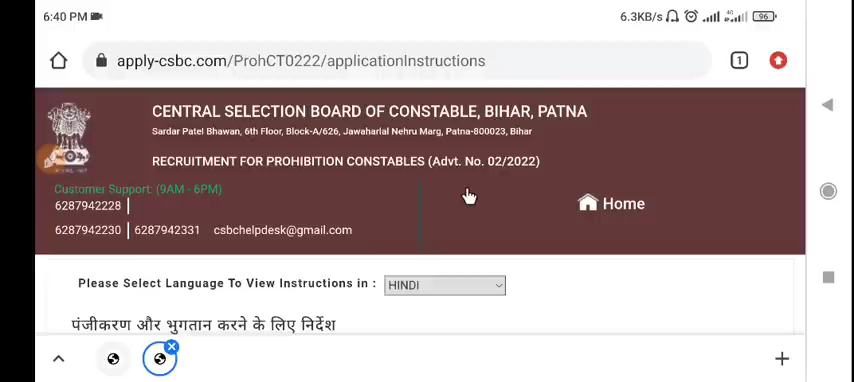 6:40 PM
6.3KB/s 4G 96
apply-csbc.com/ProhCT0222/applicationInstructions
1
CENTRAL SELECTION BOARD OF CONSTABLE, BIHAR, PATNA
Sardar Patel Bhawan, 6th Floor, Block-A/626, Jawaharlal Nehru Marg, Patna-800023, Bihar
RECRUITMENT FOR PROHIBITION CONSTABLES (Advt. No. 02/2022)
Customer Support: (9AM - 6PM)
6287942228 |
Home
6287942230 | 6287942331 csbchelpdesk@gmail.com
Please Select Language To View Instructions in : HINDI
पंजीकरण और भुगतान करने के लिए निर्देश